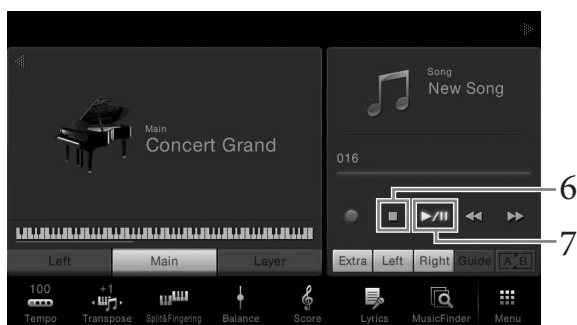 Song
New Song
Main
Concert Grand
016
6
7
Left Main Layer
Extra Left Right Guide A B
100 +1
Tempo Transpose Split&Fingering Balance Score Lyrics MusicFinder Menu